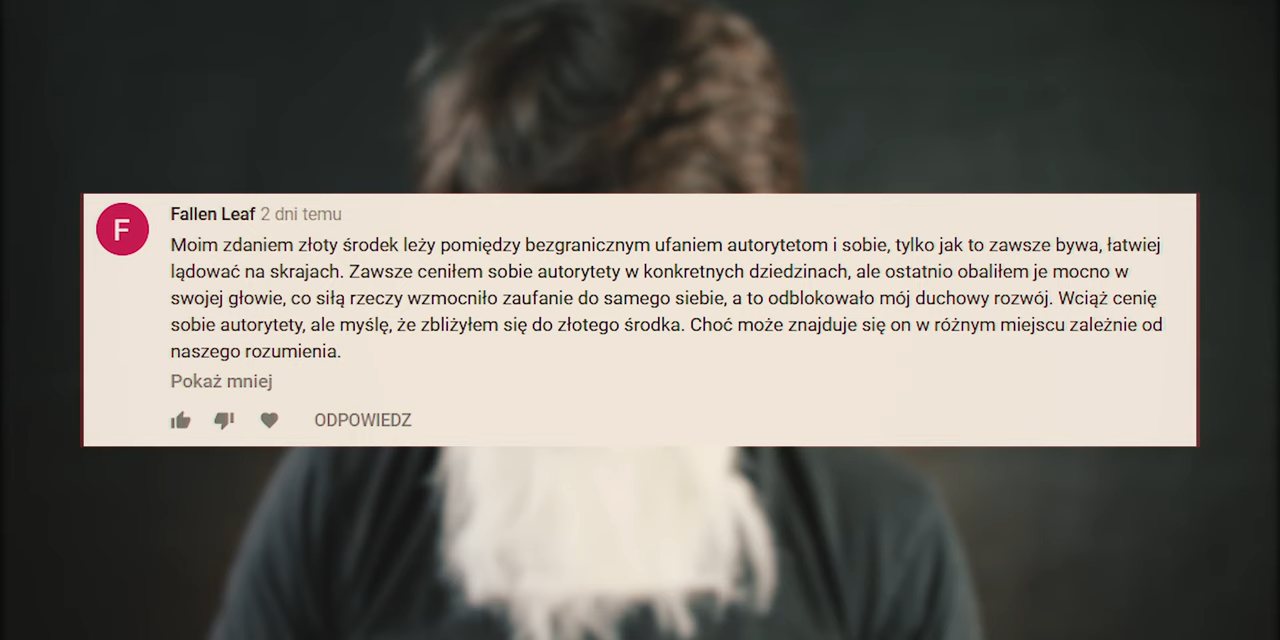 F
Fallen Leaf 2 dni temu
Moim zdaniem złoty środek leży pomiędzy bezgranicznym ufaniem autorytetom i sobie, tylko jak to zawsze bywa, łatwiej
lądować na skrajach. Zawsze ceniłem sobie autorytety w konkretnych dziedzinach, ale ostatnio obaliłem je mocno w
swojej głowie, co siłą rzeczy wzmocniło zaufanie do samego siebie, a to odblokowało mój duchowy rozwój. Wciąż cenię
sobie autorytety, ale myślę, że zbliżyłem się do złotego środka. Choć może znajduje się on w różnym miejscu zależnie od
naszego rozumienia.
Pokaż mniej
ODPOWIEDZ